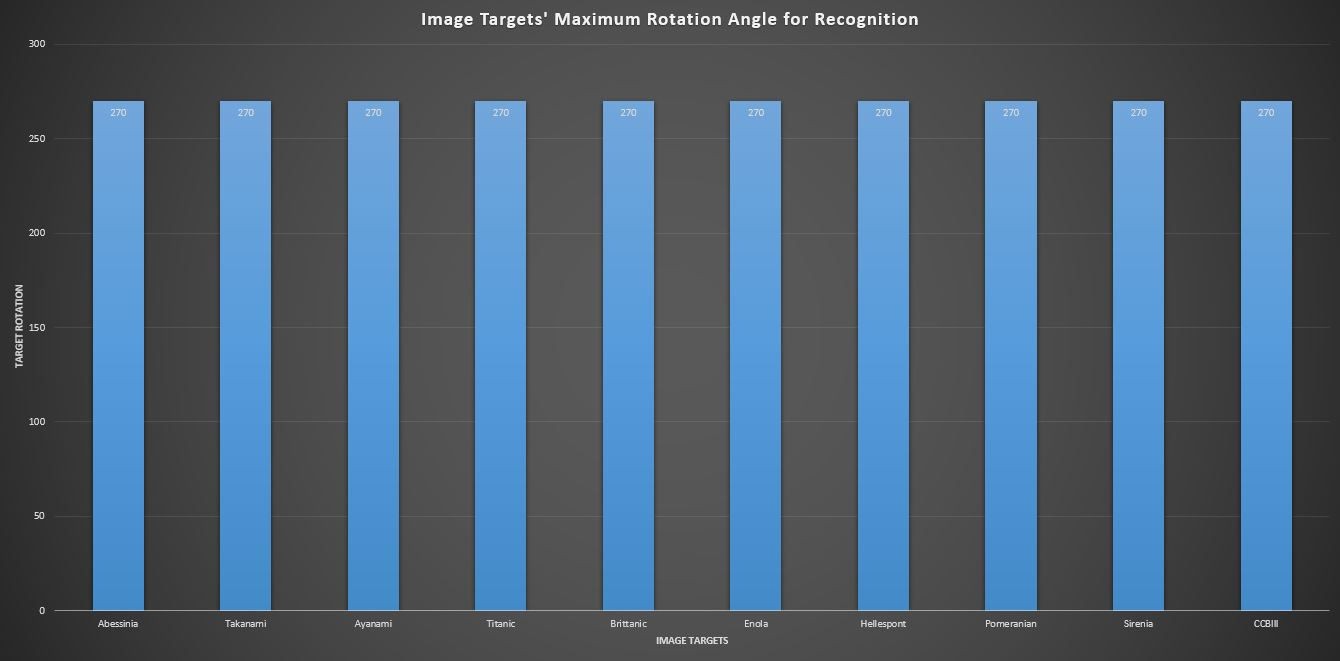 Image Targets' Maximum Rotation Angle for Recognition
300
250
200
150
100
50
0
TARGET ROTATION
270 270 270 270 270 270 270 270 270 270
Abessinia Takanami Ayanami Titanic Brittanic Enola Hellespont Pomeranian Sirenia CCBIII
IMAGE TARGETS